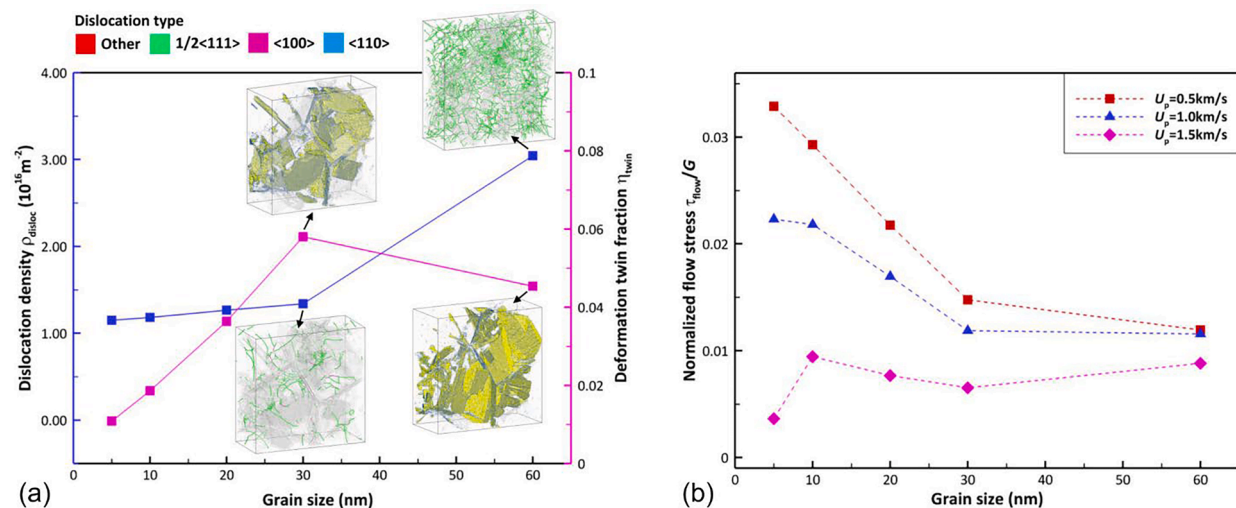 Dislocation type
Other 1/2<111> <100> <110>
4.00
3.00
2.00
1.00
0.00
Dislocation density ρdisloc (10^16 m^-2)
0.1
0.08
0.06
0.04
0.02
0
Deformation twin fraction ηtwin
0 10 20 30 40 50 60
Grain size (nm)
(a)
Up=0.5km/s
Up=1.0km/s
Up=1.5km/s
0.03
0.02
0.01
0
Normalized flow stress τflow/G
0 10 20 30 40 50 60
Grain size (nm)
(b)